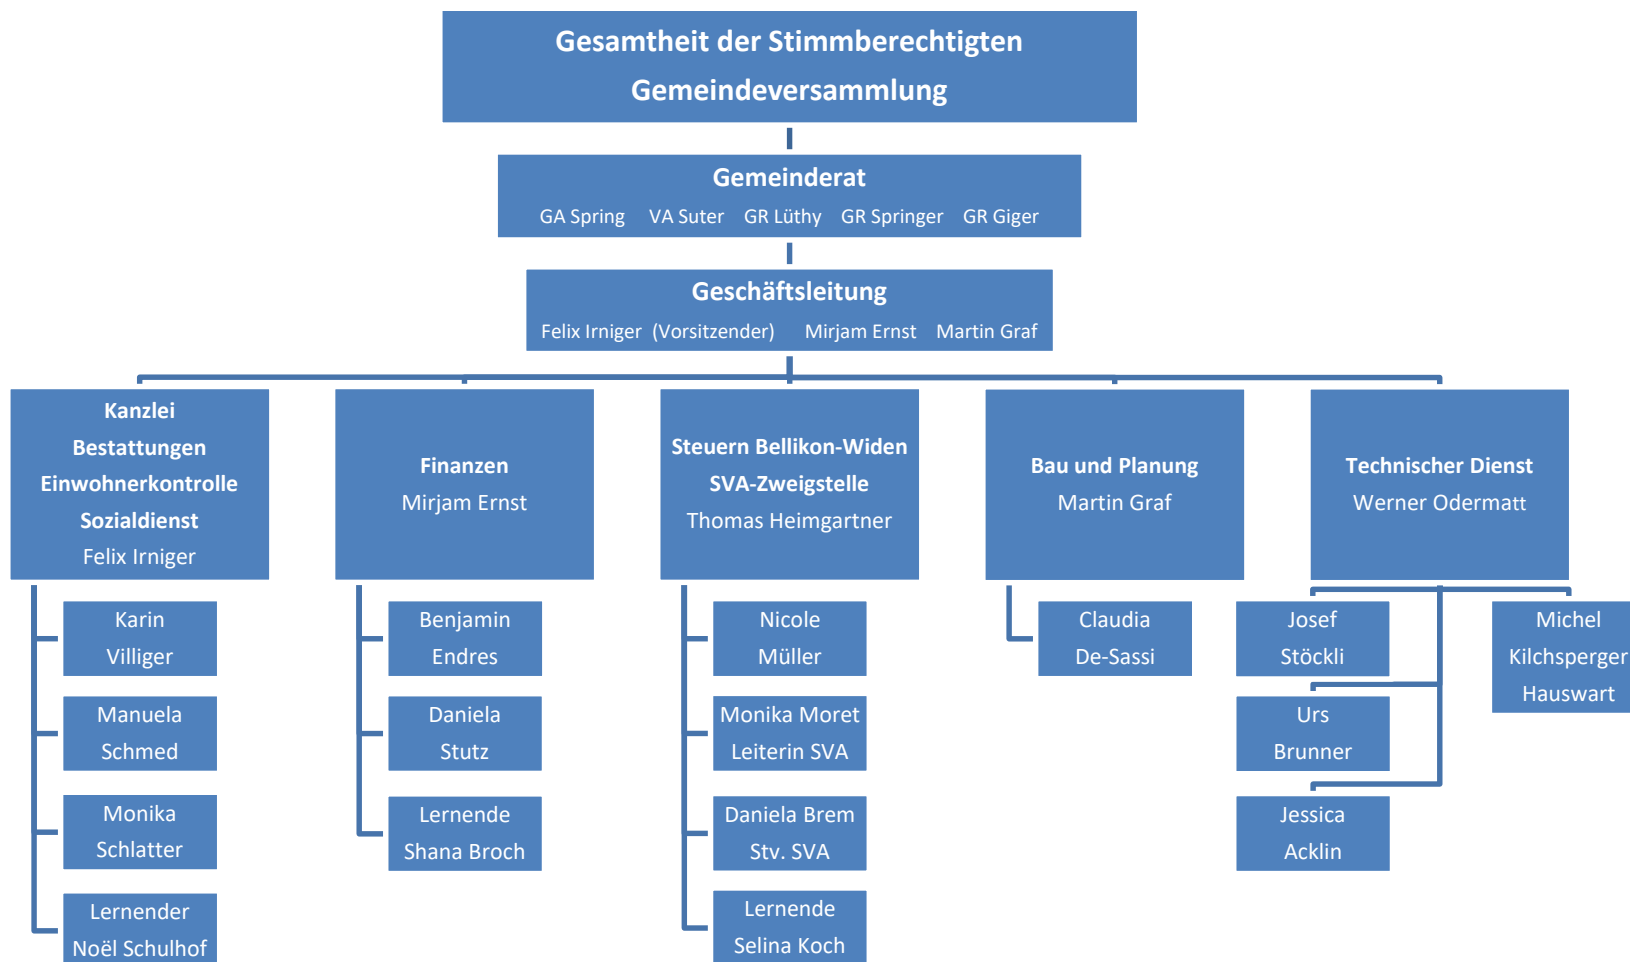 Gesamtheit der Stimmberechtigten
Gemeindeversammlung
Gemeinderat
GA Spring VA Suter GR Lüthy GR Springer GR Giger
Geschäftsleitung
Felix Irniger (Vorsitzender) Mirjam Ernst Martin Graf
Kanzlei
Bestattungen
Einwohnerkontrolle
Sozialdienst
Felix Irniger
Karin
Villiger
Manuela
Schmed
Monika
Schlatter
Lernender
Noël Schulhof
Finanzen
Mirjam Ernst
Benjamin
Endres
Daniela
Stutz
Lernende
Shana Broch
Steuern Bellikon-Widen
SVA-Zweigstelle
Thomas Heimgartner
Nicole
Müller
Monika Moret
Leiterin SVA
Daniela Brem
Stv. SVA
Lernende
Selina Koch
Bau und Planung
Martin Graf
Claudia
De-Sassi
Technischer Dienst
Werner Odermatt
Josef
Stöckli
Urs
Brunner
Jessica
Acklin
Michel
Kilchsperger
Hauswart